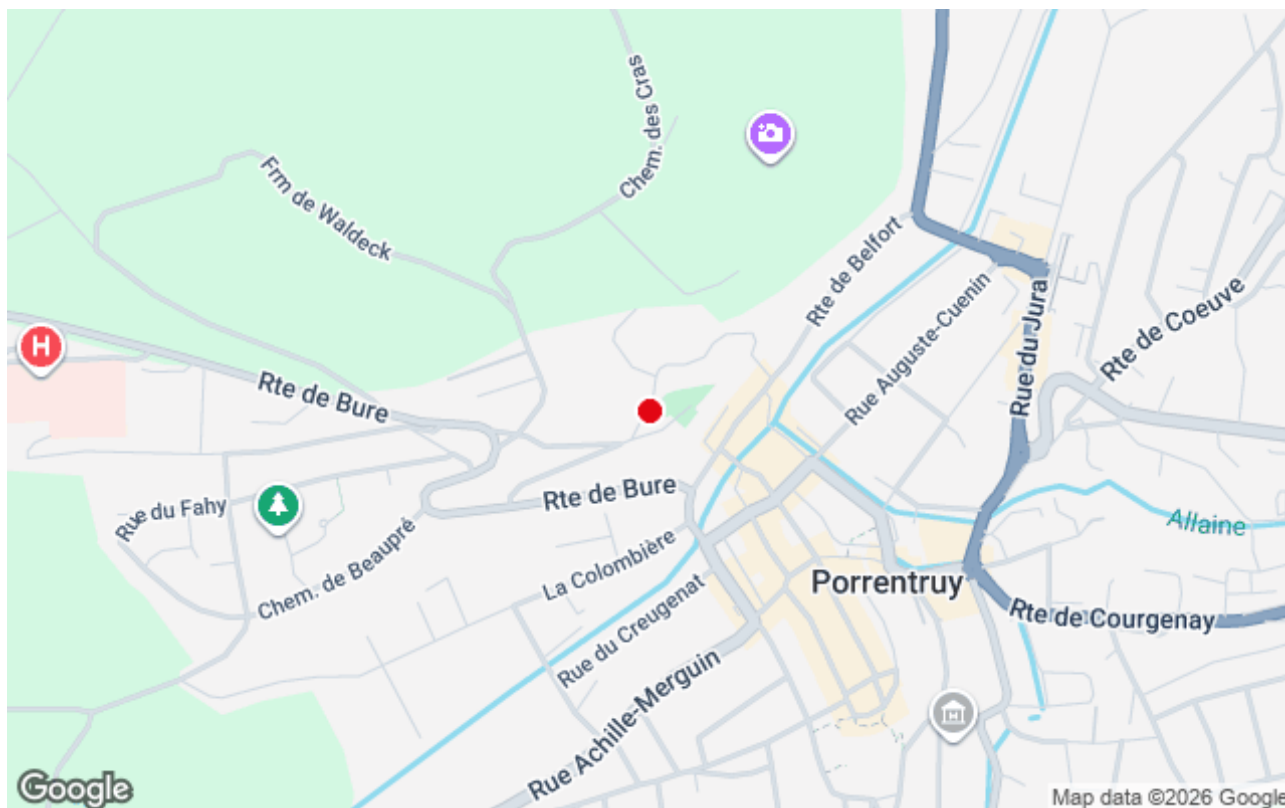 Chem. des Cras
Frm de Waldeck
Rte de Belfort
Rue Auguste-Cuenin
Rue du Jura
Rte de Coeuve
H
Rte de Bure
Rue du Fahy
Rte de Bure
Allaine
Chem. de Beaupré
La Colombière
Porrentruy
Rue du Creugenat
Rte de Courgenay
Rue Achille-Merguin
Google
Map data ©2026 Google